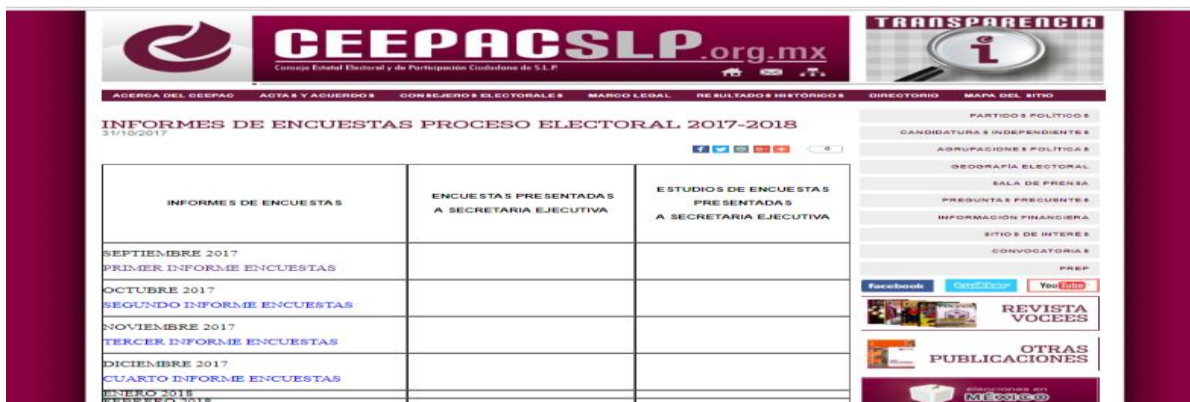 CEEPACSLP.org.mx
Consejo Estatal Electoral y de Participación Ciudadana de S.L.P.
TRANSPARENCIA
i
ACERCA DEL CEEPAC ACTAS Y ACUERDOS CONSEJEROS ELECTORALES MARCO LEGAL RESULTADOS HISTÓRICOS DIRECTORIO MAPA DEL SITIO
INFORMES DE ENCUESTAS PROCESO ELECTORAL 2017-2018
31/10/2017
0
INFORMES DE ENCUESTAS
ENCUESTAS PRESENTADAS
A SECRETARIA EJECUTIVA
ESTUDIOS DE ENCUESTAS
PRESENTADAS
A SECRETARIA EJECUTIVA
SEPTIEMBRE 2017
PRIMER INFORME ENCUESTAS
OCTUBRE 2017
SEGUNDO INFORME ENCUESTAS
NOVIEMBRE 2017
TERCER INFORME ENCUESTAS
DICIEMBRE 2017
CUARTO INFORME ENCUESTAS
ENERO 2018
FEBRERO 2018
PARTIDOS POLÍTICOS
CANDIDATURAS INDEPENDIENTES
AGRUPACIONES POLÍTICAS
GEOGRAFÍA ELECTORAL
SALA DE PRENSA
PREGUNTAS FRECUENTES
INFORMACIÓN FINANCIERA
SITIOS DE INTERÉS
CONVOCATORIAS
PREP
facebook
YouTube
REVISTA
VOCEES
OTRAS
PUBLICACIONES
elecciones en
MÉXICO